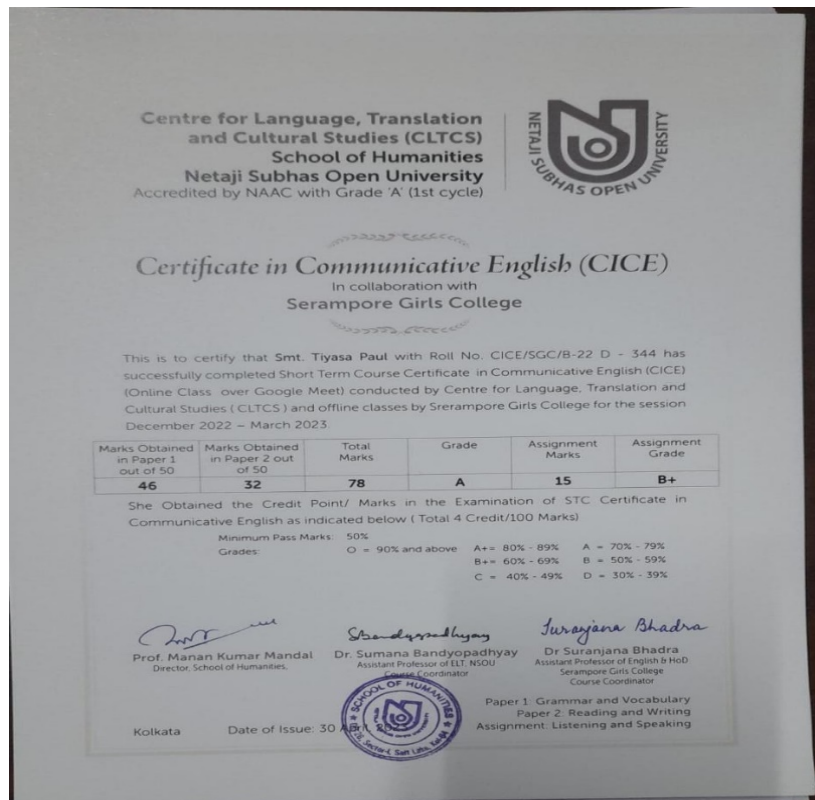 Centre for Language, Translation
and Cultural Studies (CLTCS)
School of Humanities
Netaji Subhas Open University
Accredited by NAAC with Grade 'A' (1st cycle)
NETAJI SUBHAS OPEN UNIVERSITY
Certificate in Communicative English (CICE)
In collaboration with
Serampore Girls College
This is to certify that Smt. Tiyasa Paul with Roll No. CICE/SGC/B-22 D - 344 has
successfully completed Short Term Course Certificate in Communicative English (CICE)
(Online Class over Google Meet) conducted by Centre for Language, Translation and
Cultural Studies ( CLTCS ) and offline classes by Srerampore Girls College for the session
December 2022 – March 2023.
Marks Obtained in Paper 1 out of 50 Marks Obtained in Paper 2 out of 50 Total Marks Grade Assignment Marks Assignment Grade
46 32 78 A 15 B+
She Obtained the Credit Point/ Marks in the Examination of STC Certificate in
Communicative English as indicated below ( Total 4 Credit/100 Marks)
Minimum Pass Marks: 50%
Grades: O = 90% and above A+= 80% - 89% A = 70% - 79%
B+= 60% - 69% B = 50% - 59%
C = 40% - 49% D = 30% - 39%
SBandyopadhyay
Suranjana Bhadra
Prof. Manan Kumar Mandal
Director, School of Humanities,
Dr. Sumana Bandyopadhyay
Assistant Professor of ELT, NSOU
Course Coordinator
Dr Suranjana Bhadra
Assistant Professor of English & HoD
Serampore Girls College
Course Coordinator
SCHOOL OF HUMANITIES
Paper 1: Grammar and Vocabulary
Paper 2: Reading and Writing
Assignment: Listening and Speaking
Kolkata Date of Issue: 30 April,